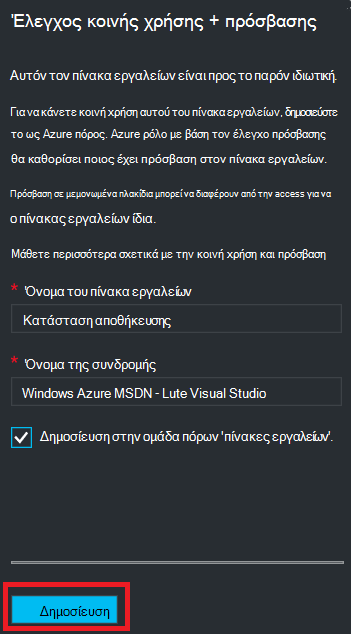 Έλεγχος κοινής χρήσης + πρόσβασης
Αυτόν τον πίνακα εργαλείων είναι προς το παρόν ιδιωτική.
Για να κάνετε κοινή χρήση αυτού του πίνακα εργαλείων, δημοσιεύστε
το ως Azure πόρος. Azure ρόλο με βάση τον έλεγχο πρόσβασης
θα καθορίσει ποιος έχει πρόσβαση στον πίνακα εργαλείων.
Πρόσβαση σε μεμονωμένα πλακίδια μπορεί να διαφέρουν από την access για να
ο πίνακας εργαλείων ίδια.
Μάθετε περισσότερα σχετικά με την κοινή χρήση και πρόσβαση
* Όνομα του πίνακα εργαλείων
Κατάσταση αποθήκευσης
* Όνομα της συνδρομής
Windows Azure MSDN - Lute Visual Studio
Δημοσίευση στην ομάδα πόρων 'πίνακες εργαλείων'.
Δημοσίευση